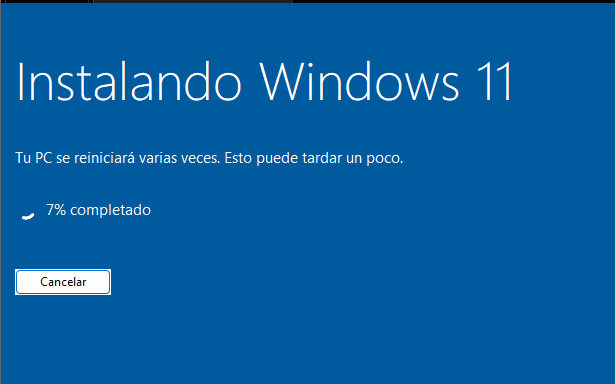 Instalando Windows 11
Tu PC se reiniciará varias veces. Esto puede tardar un poco.
7% completado
Cancelar